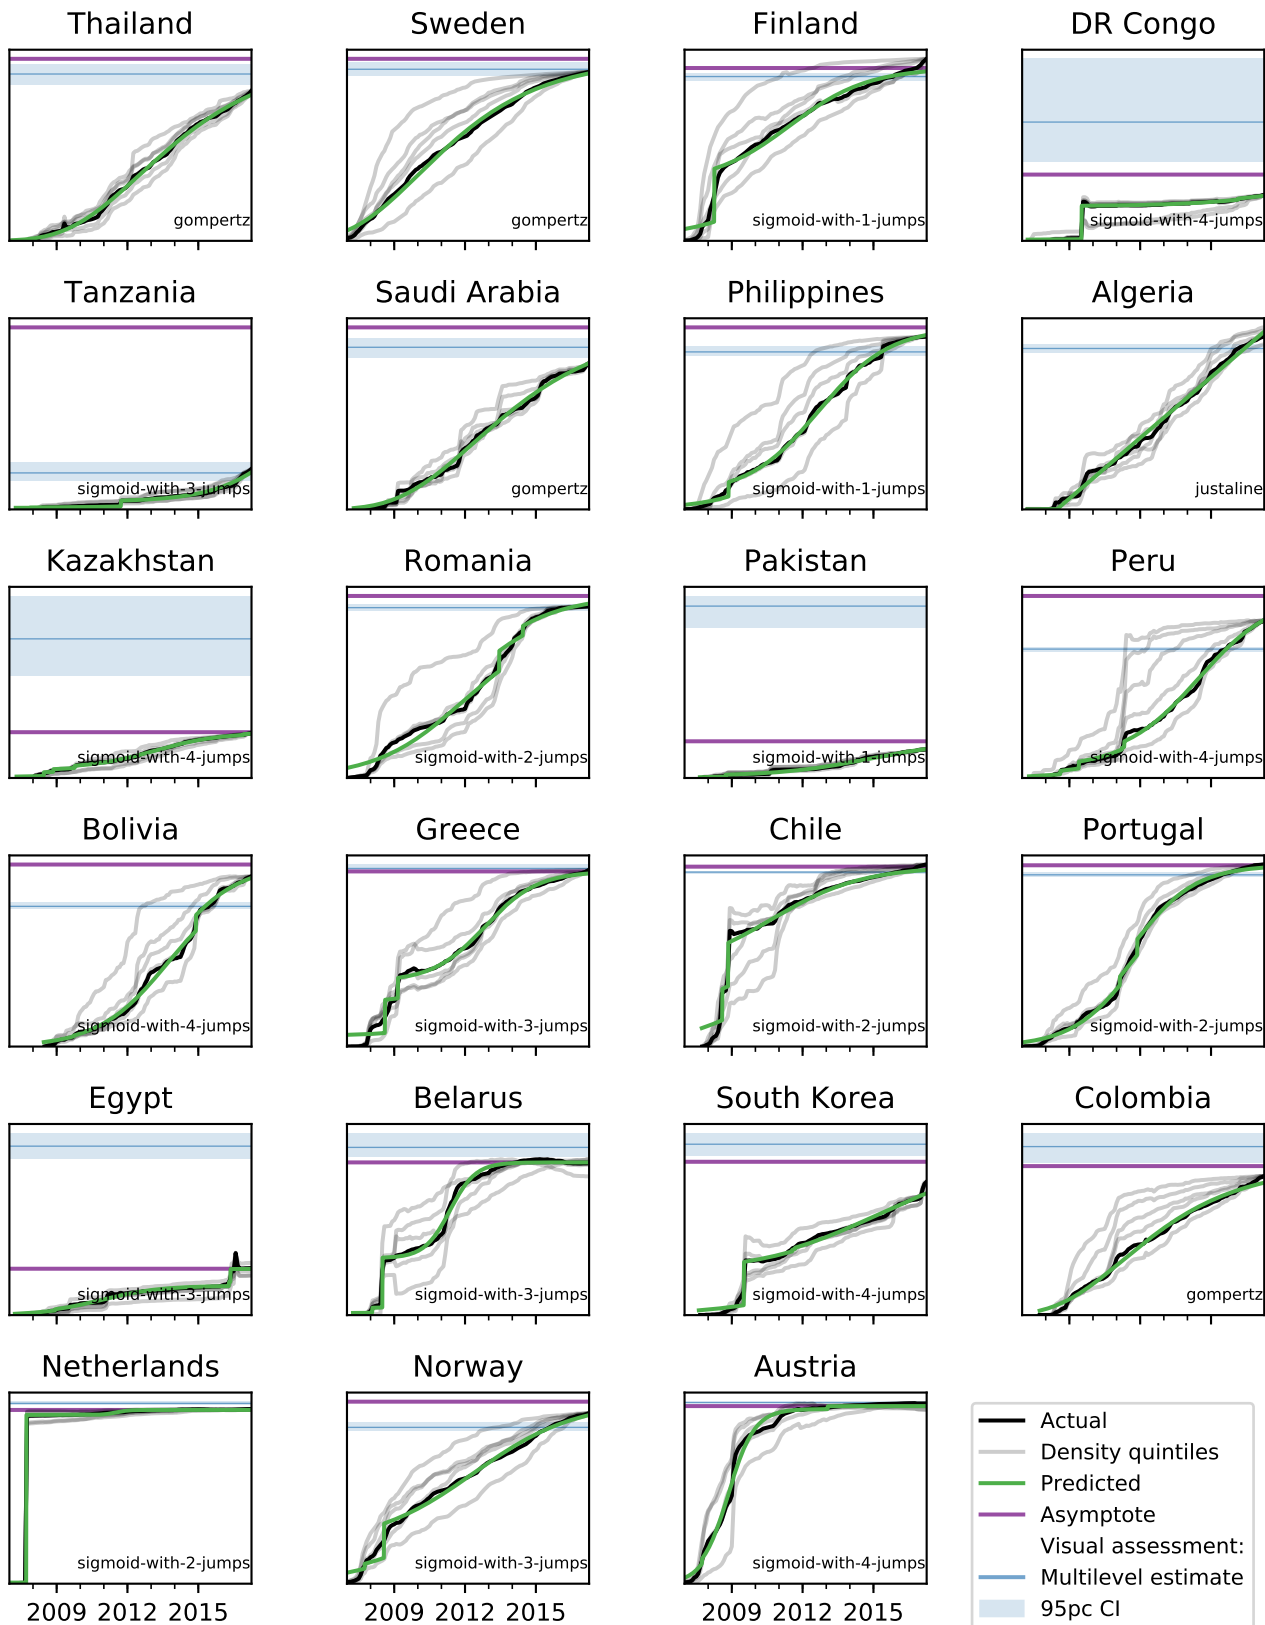 Thailand
Sweden
Finland
DR Congo
gompertz
gompertz
sigmoid-with-1-jumps
sigmoid-with-4-jumps
Tanzania
Saudi Arabia
Philippines
Algeria
sigmoid-with-3-jumps
gompertz
sigmoid-with-1-jumps
justaline
Kazakhstan
Romania
Pakistan
Peru
sigmoid-with-4-jumps
sigmoid-with-2-jumps
sigmoid-with-1-jumps
sigmoid-with-4-jumps
Bolivia
Greece
Chile
Portugal
sigmoid-with-4-jumps
sigmoid-with-3-jumps
sigmoid-with-2-jumps
sigmoid-with-2-jumps
Egypt
Belarus
South Korea
Colombia
sigmoid-with-3-jumps
sigmoid-with-3-jumps
sigmoid-with-4-jumps
gompertz
Netherlands
Norway
Austria
sigmoid-with-2-jumps
sigmoid-with-3-jumps
sigmoid-with-4-jumps
2009 2012 2015
2009 2012 2015
2009 2012 2015
Actual
Density quintiles
Predicted
Asymptote
Visual assessment:
Multilevel estimate
95pc CI